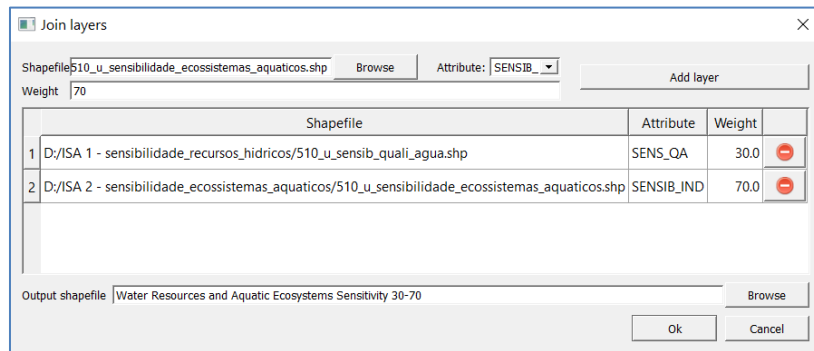 Join layers
Shapefile 510_u_sensibilidade_ecossistemas_aquaticos.shp Browse Attribute: SENSIB_ Add layer
Weight 70
Shapefile Attribute Weight
1 D:/ISA 1 - sensibilidade_recursos_hidricos/510_u_sensib_quali_agua.shp SENS_QA 30.0
2 D:/ISA 2 - sensibilidade_ecossistemas_aquaticos/510_u_sensibilidade_ecossistemas_aquaticos.shp SENSIB_IND 70.0
Output shapefile Water Resources and Aquatic Ecosystems Sensitivity 30-70 Browse
Ok Cancel